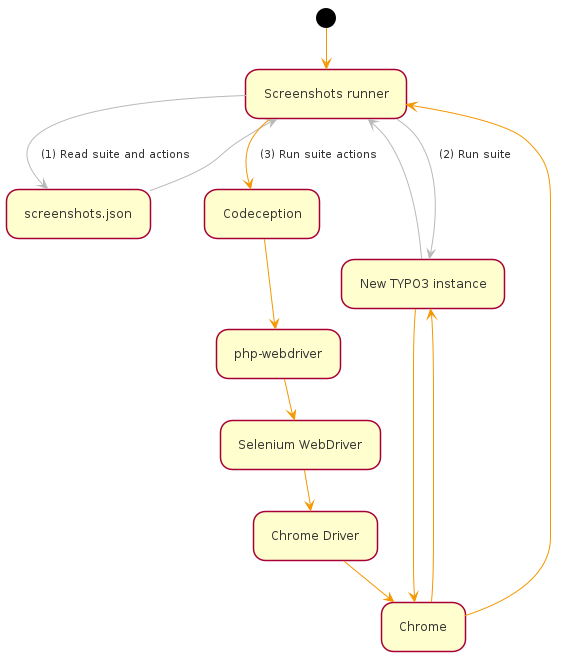 Screenshots runner
(1) Read suite and actions
(3) Run suite actions
(2) Run suite
screenshots.json
Codeception
New TYPO3 instance
php-webdriver
Selenium WebDriver
Chrome Driver
Chrome